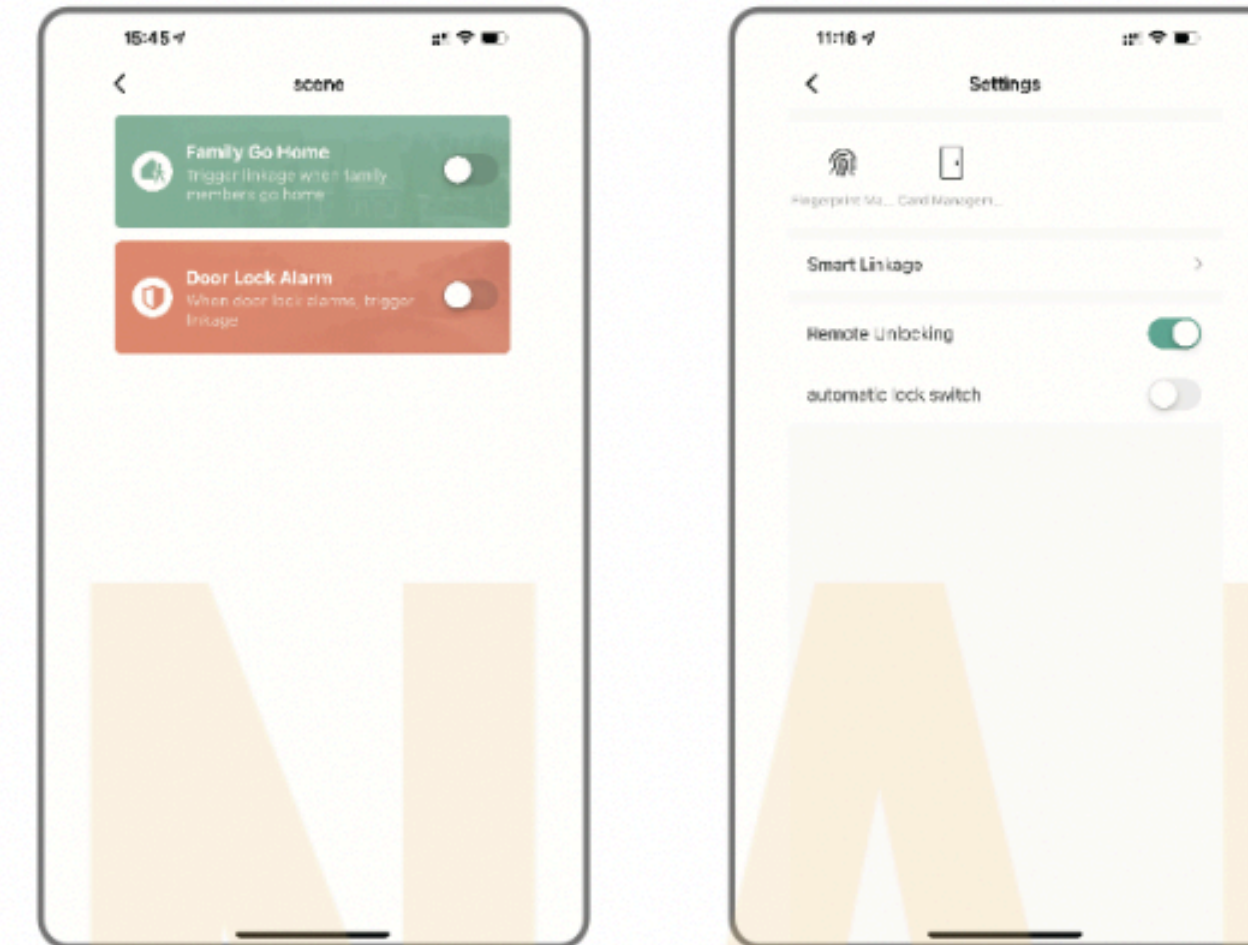 15:45
scene
Family Go Home
Trigger linkage when family
members go home
Door Lock Alarm
When door lock alarms, trigger
linkage
11:16
Settings
Fingerprint Ma... Card Managem...
Smart Linkage
Remote Unlocking
automatic lock switch